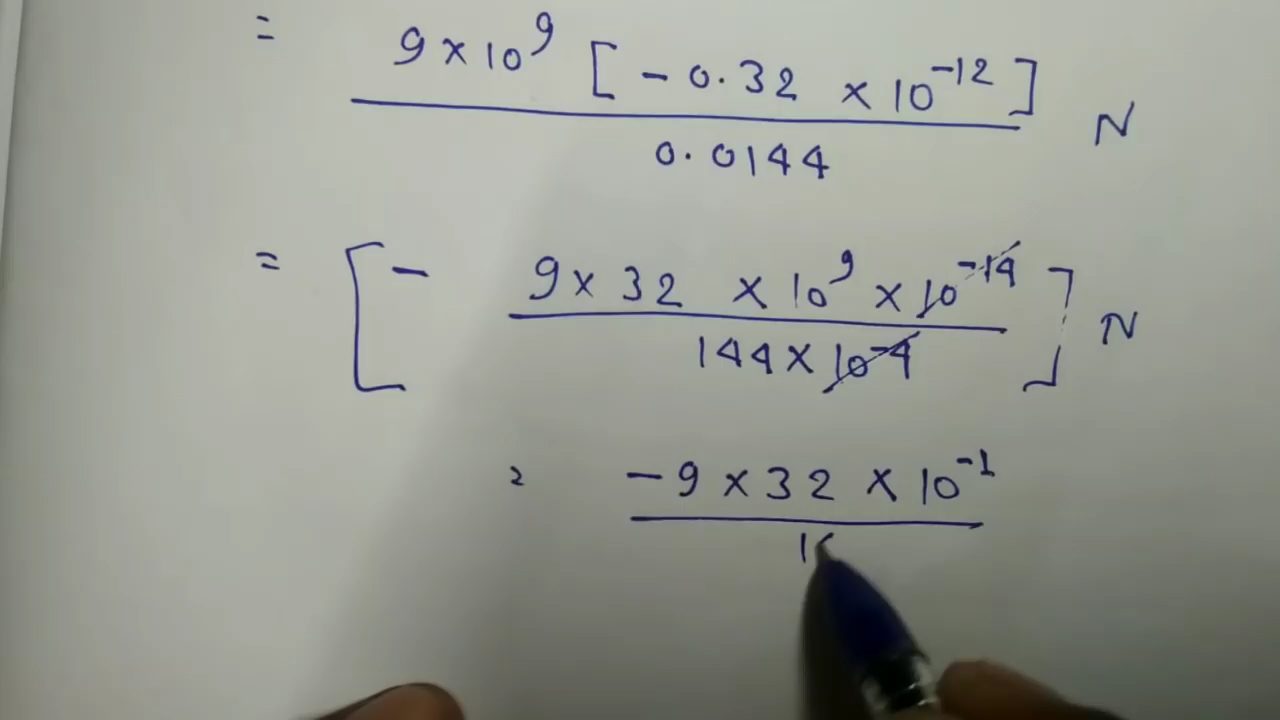 = 9 × 10⁹ [ - 0.32 × 10⁻¹² ] N
0.0144
= [ - 9 × 32 × 10⁹ × 10⁻¹⁴ ] N
144 × 10⁻⁴
= - 9 × 32 × 10⁻¹